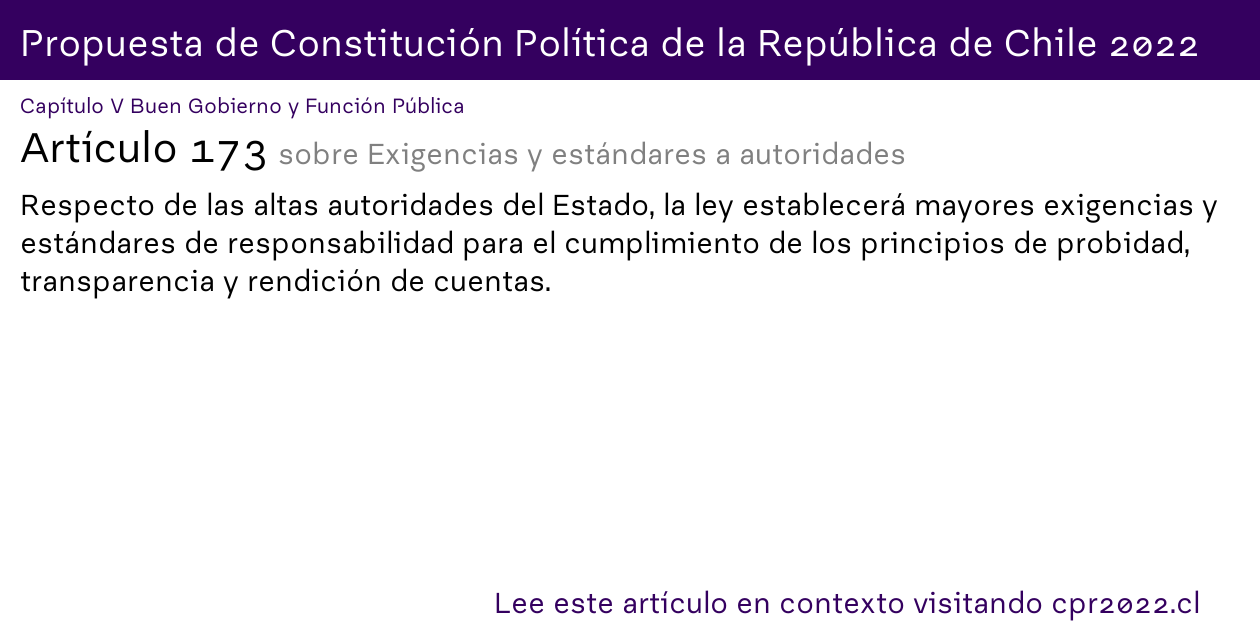 Propuesta de Constitución Política de la República de Chile 2022
Capítulo V Buen Gobierno y Función Pública
Artículo 173 sobre Exigencias y estándares a autoridades
Respecto de las altas autoridades del Estado, la ley establecerá mayores exigencias y
estándares de responsabilidad para el cumplimiento de los principios de probidad,
transparencia y rendición de cuentas.
Lee este artículo en contexto visitando cpr2022.cl